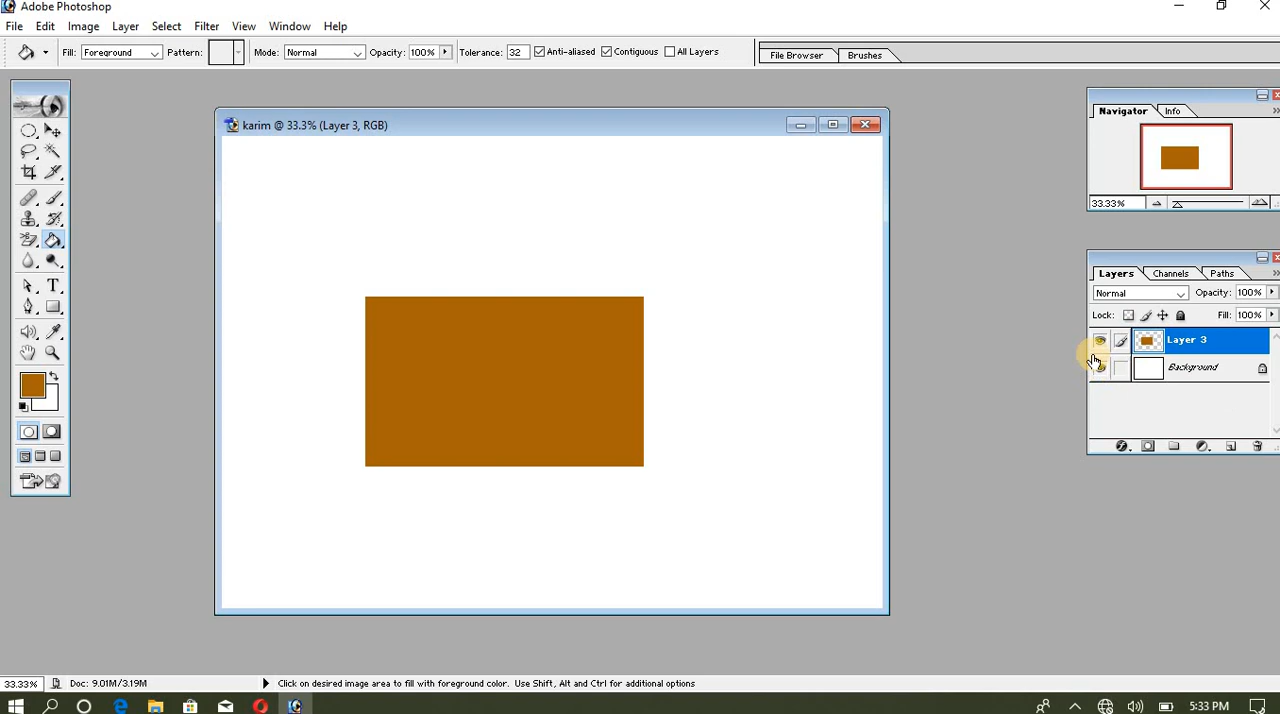 Adobe Photoshop
File Edit Image Layer Select Filter View Window Help
Fill: Foreground Pattern: Mode: Normal Opacity: 100% Tolerance: 32 Anti-aliased Contiguous All Layers File Browser Brushes
karim @ 33.3% (Layer 3, RGB)
Navigator Info
33.33%
Layers Channels Paths
Normal Opacity: 100%
Lock: Fill: 100%
Layer 3
Background
T
33.33% Doc: 9.01M/3.19M Click on desired image area to fill with foreground color. Use Shift, Alt and Ctrl for additional options
5:33 PM